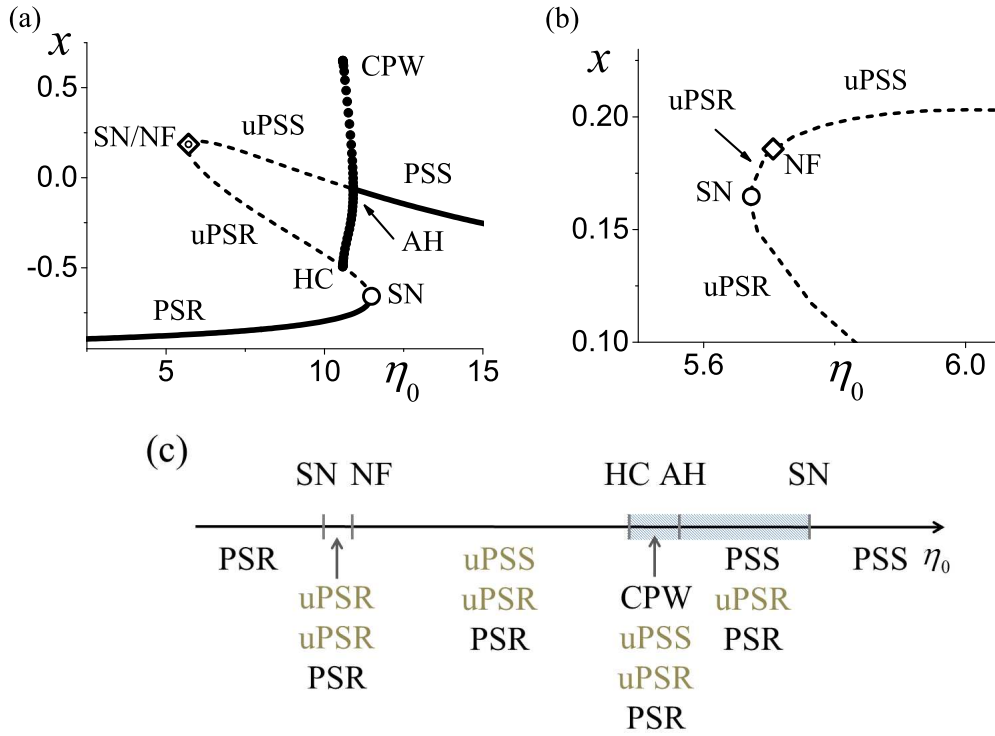 (a)
x
0.5
0.0
-0.5
CPW
SN/NF
uPSS
PSS
uPSR
AH
HC
SN
PSR
5
10
η₀
15
(b)
x
0.20
0.15
0.10
uPSS
uPSR
NF
SN
uPSR
5.6
η₀
6.0
(c)
SN NF HC AH SN
PSR uPSS PSS PSS η₀
uPSR uPSR CPW uPSR
uPSR PSR uPSS PSR
PSR uPSR
PSR